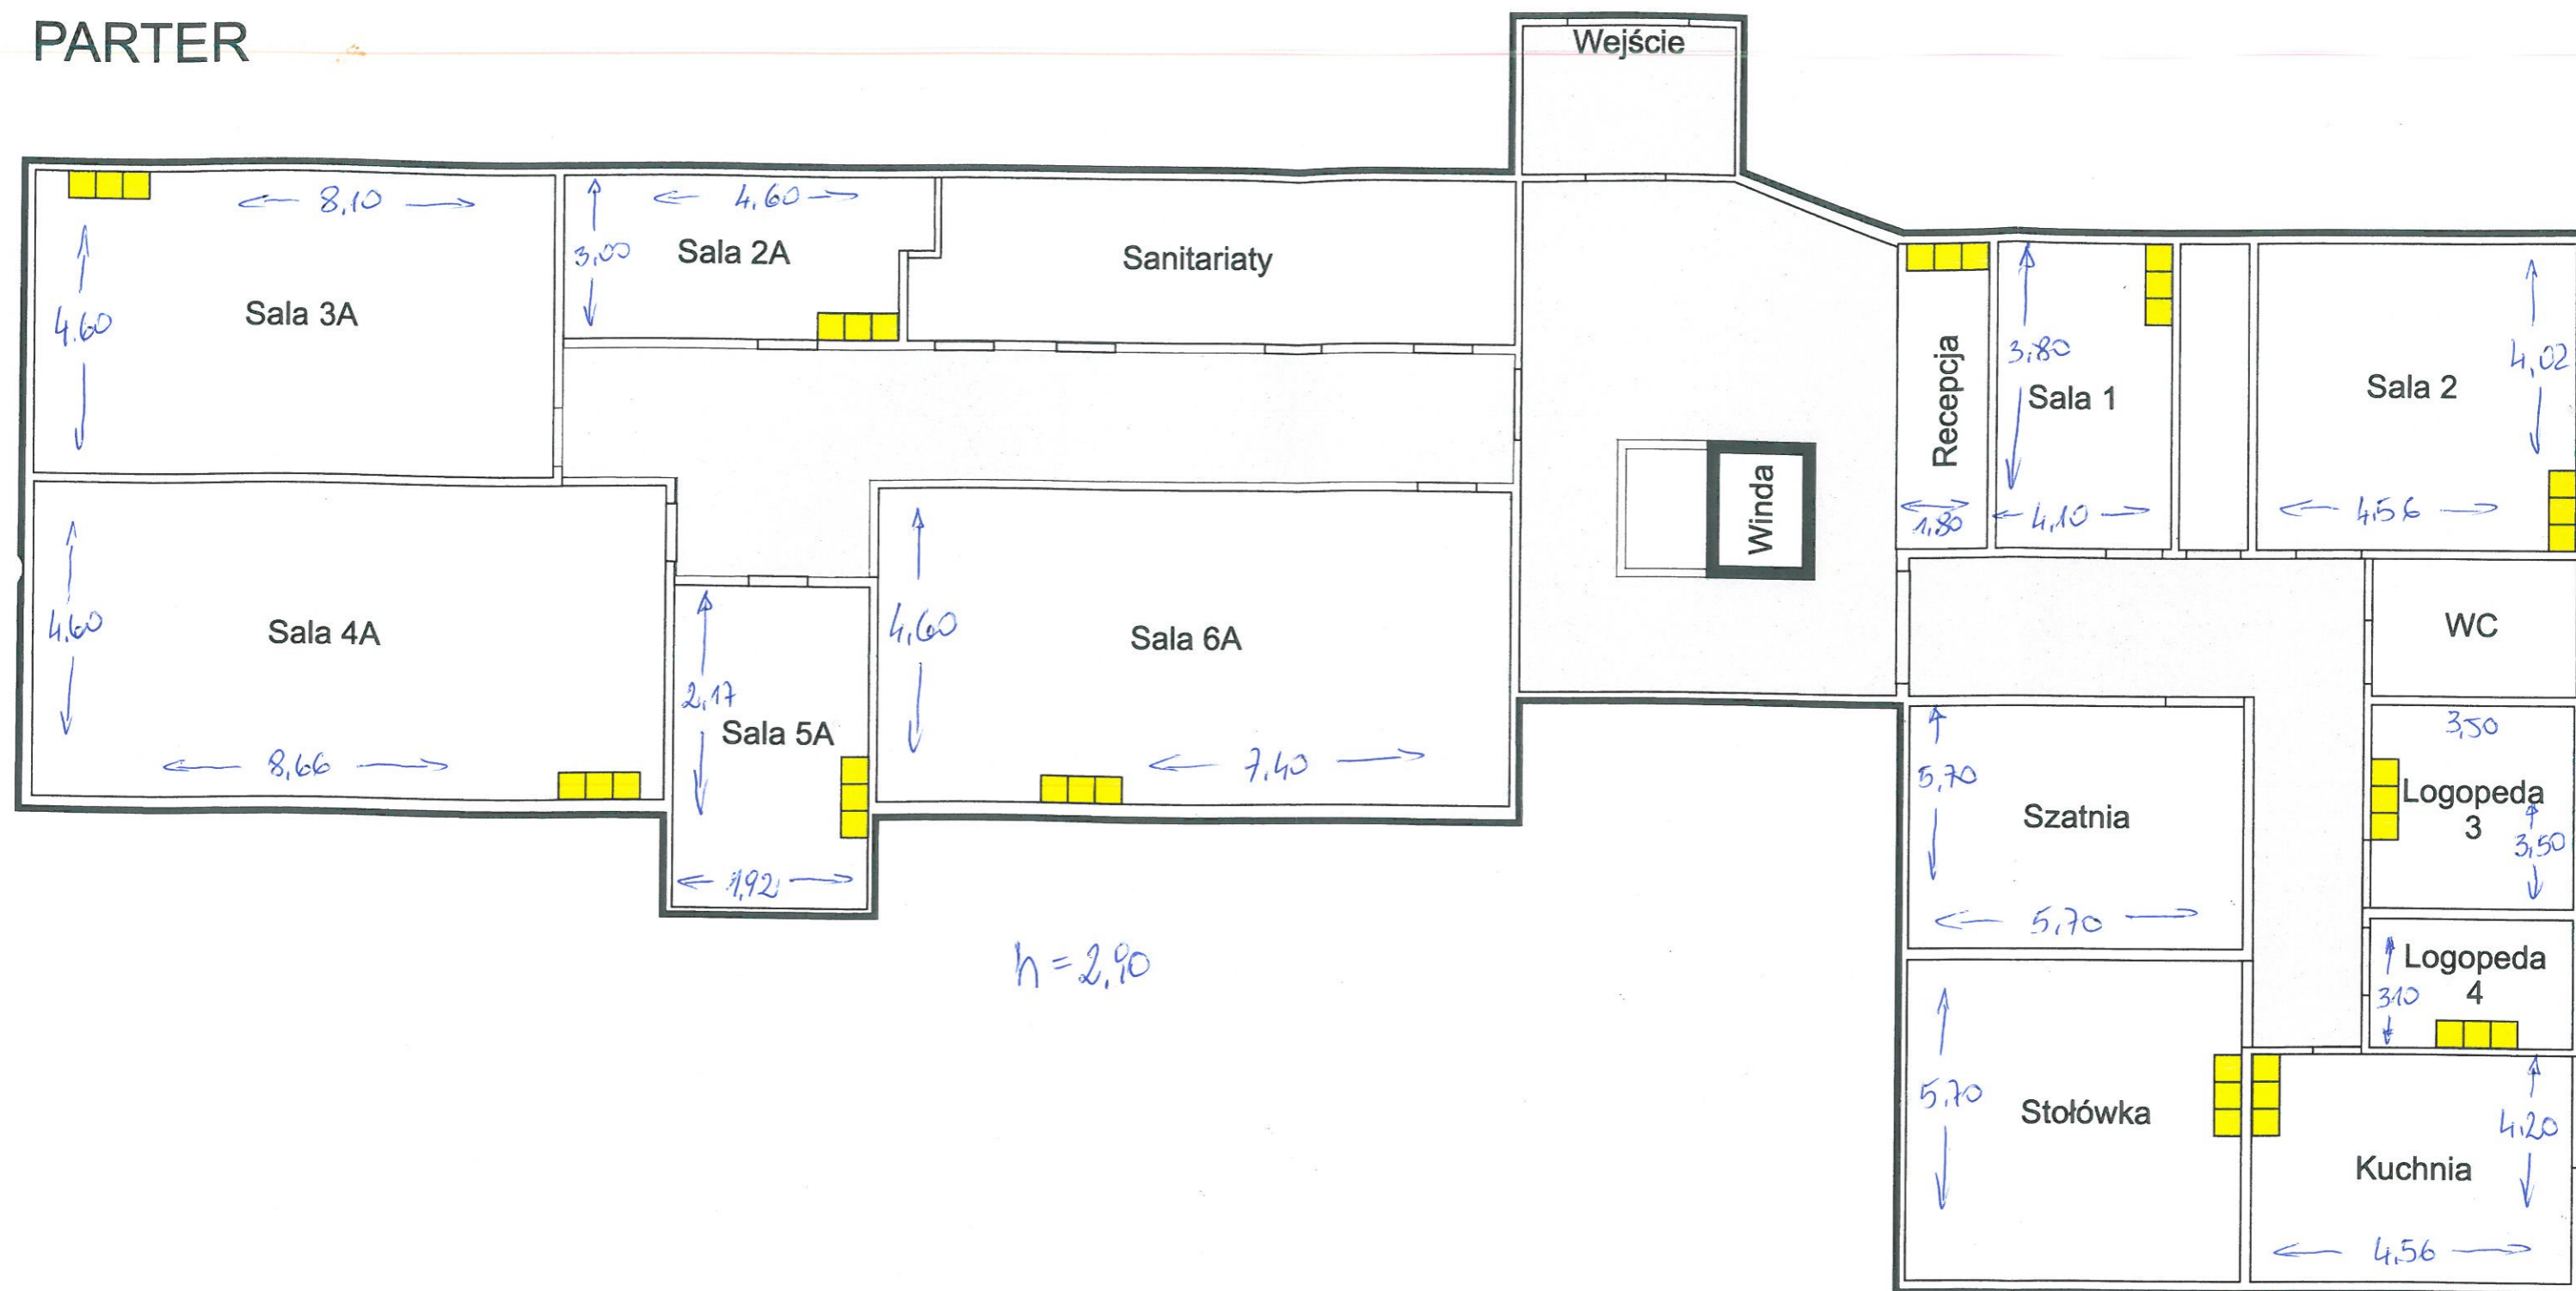 PARTER
Wejście
8,10
4.60
Sala 3A
4.60
3,00
Sala 2A
Sanitariaty
Recepcja
1,80
3,80
Sala 1
4,10
Sala 2
4,02
4,56
Winda
4,60
Sala 4A
8,66
2,17
Sala 5A
1,92
4,60
Sala 6A
7,40
WC
5,70
Szatnia
5,70
3,50
Logopeda
3
3,50
Logopeda
4
3.10
5,70
Stołówka
4,20
Kuchnia
4,56
h = 2,90